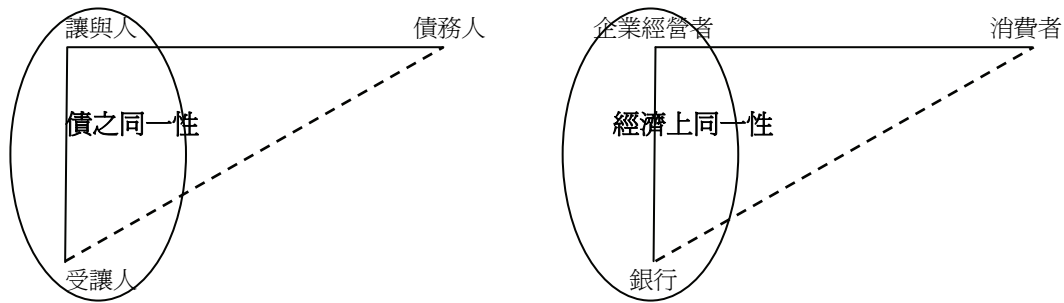 讓與人
債務人
債之同一性
受讓人
企業經營者
消費者
經濟上同一性
銀行